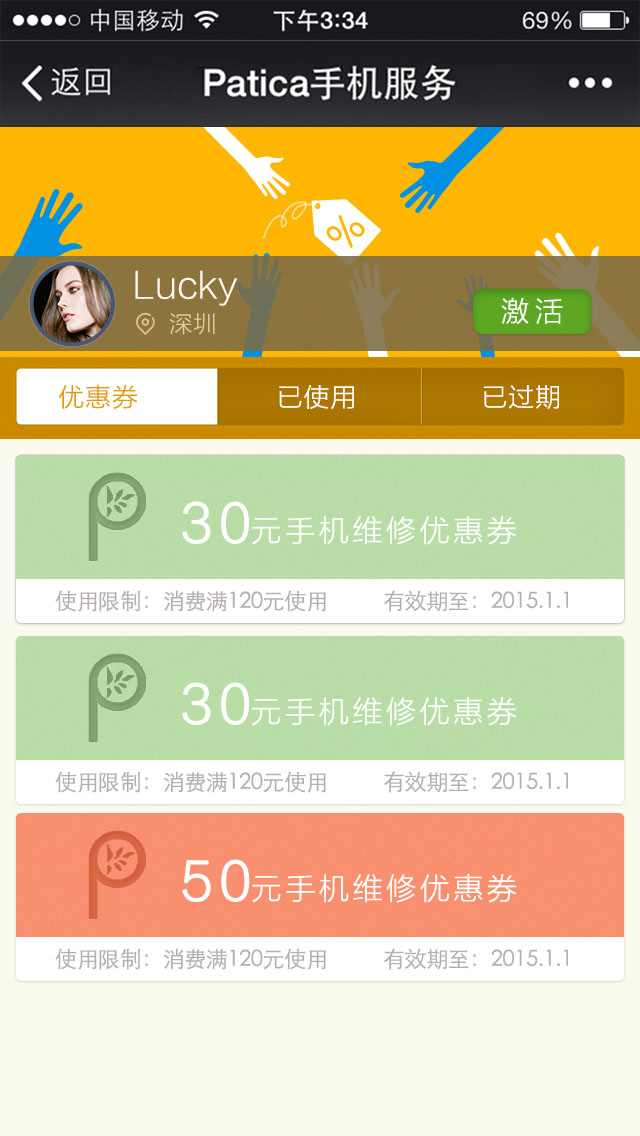 中国移动 下午3:34 69%
返回 Patica手机服务
%
Lucky
深圳
激活
优惠券 已使用 已过期
30元手机维修优惠券
使用限制：消费满120元使用 有效期至：2015.1.1
30元手机维修优惠券
使用限制：消费满120元使用 有效期至：2015.1.1
50元手机维修优惠券
使用限制：消费满120元使用 有效期至：2015.1.1